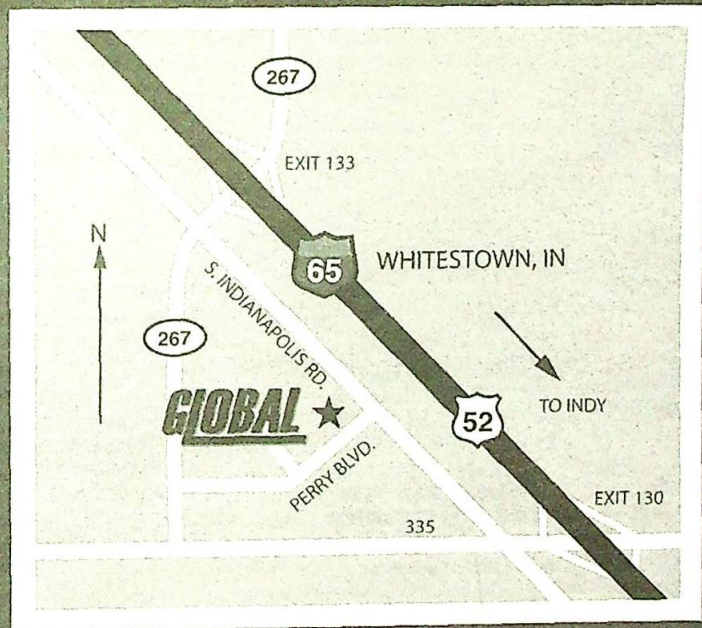 267
EXIT 133
N
65
WHITESTOWN, IN
S. INDIANAPOLIS RD.
267
GLOBAL
TO INDY
52
PERRY BLVD.
EXIT 130
335